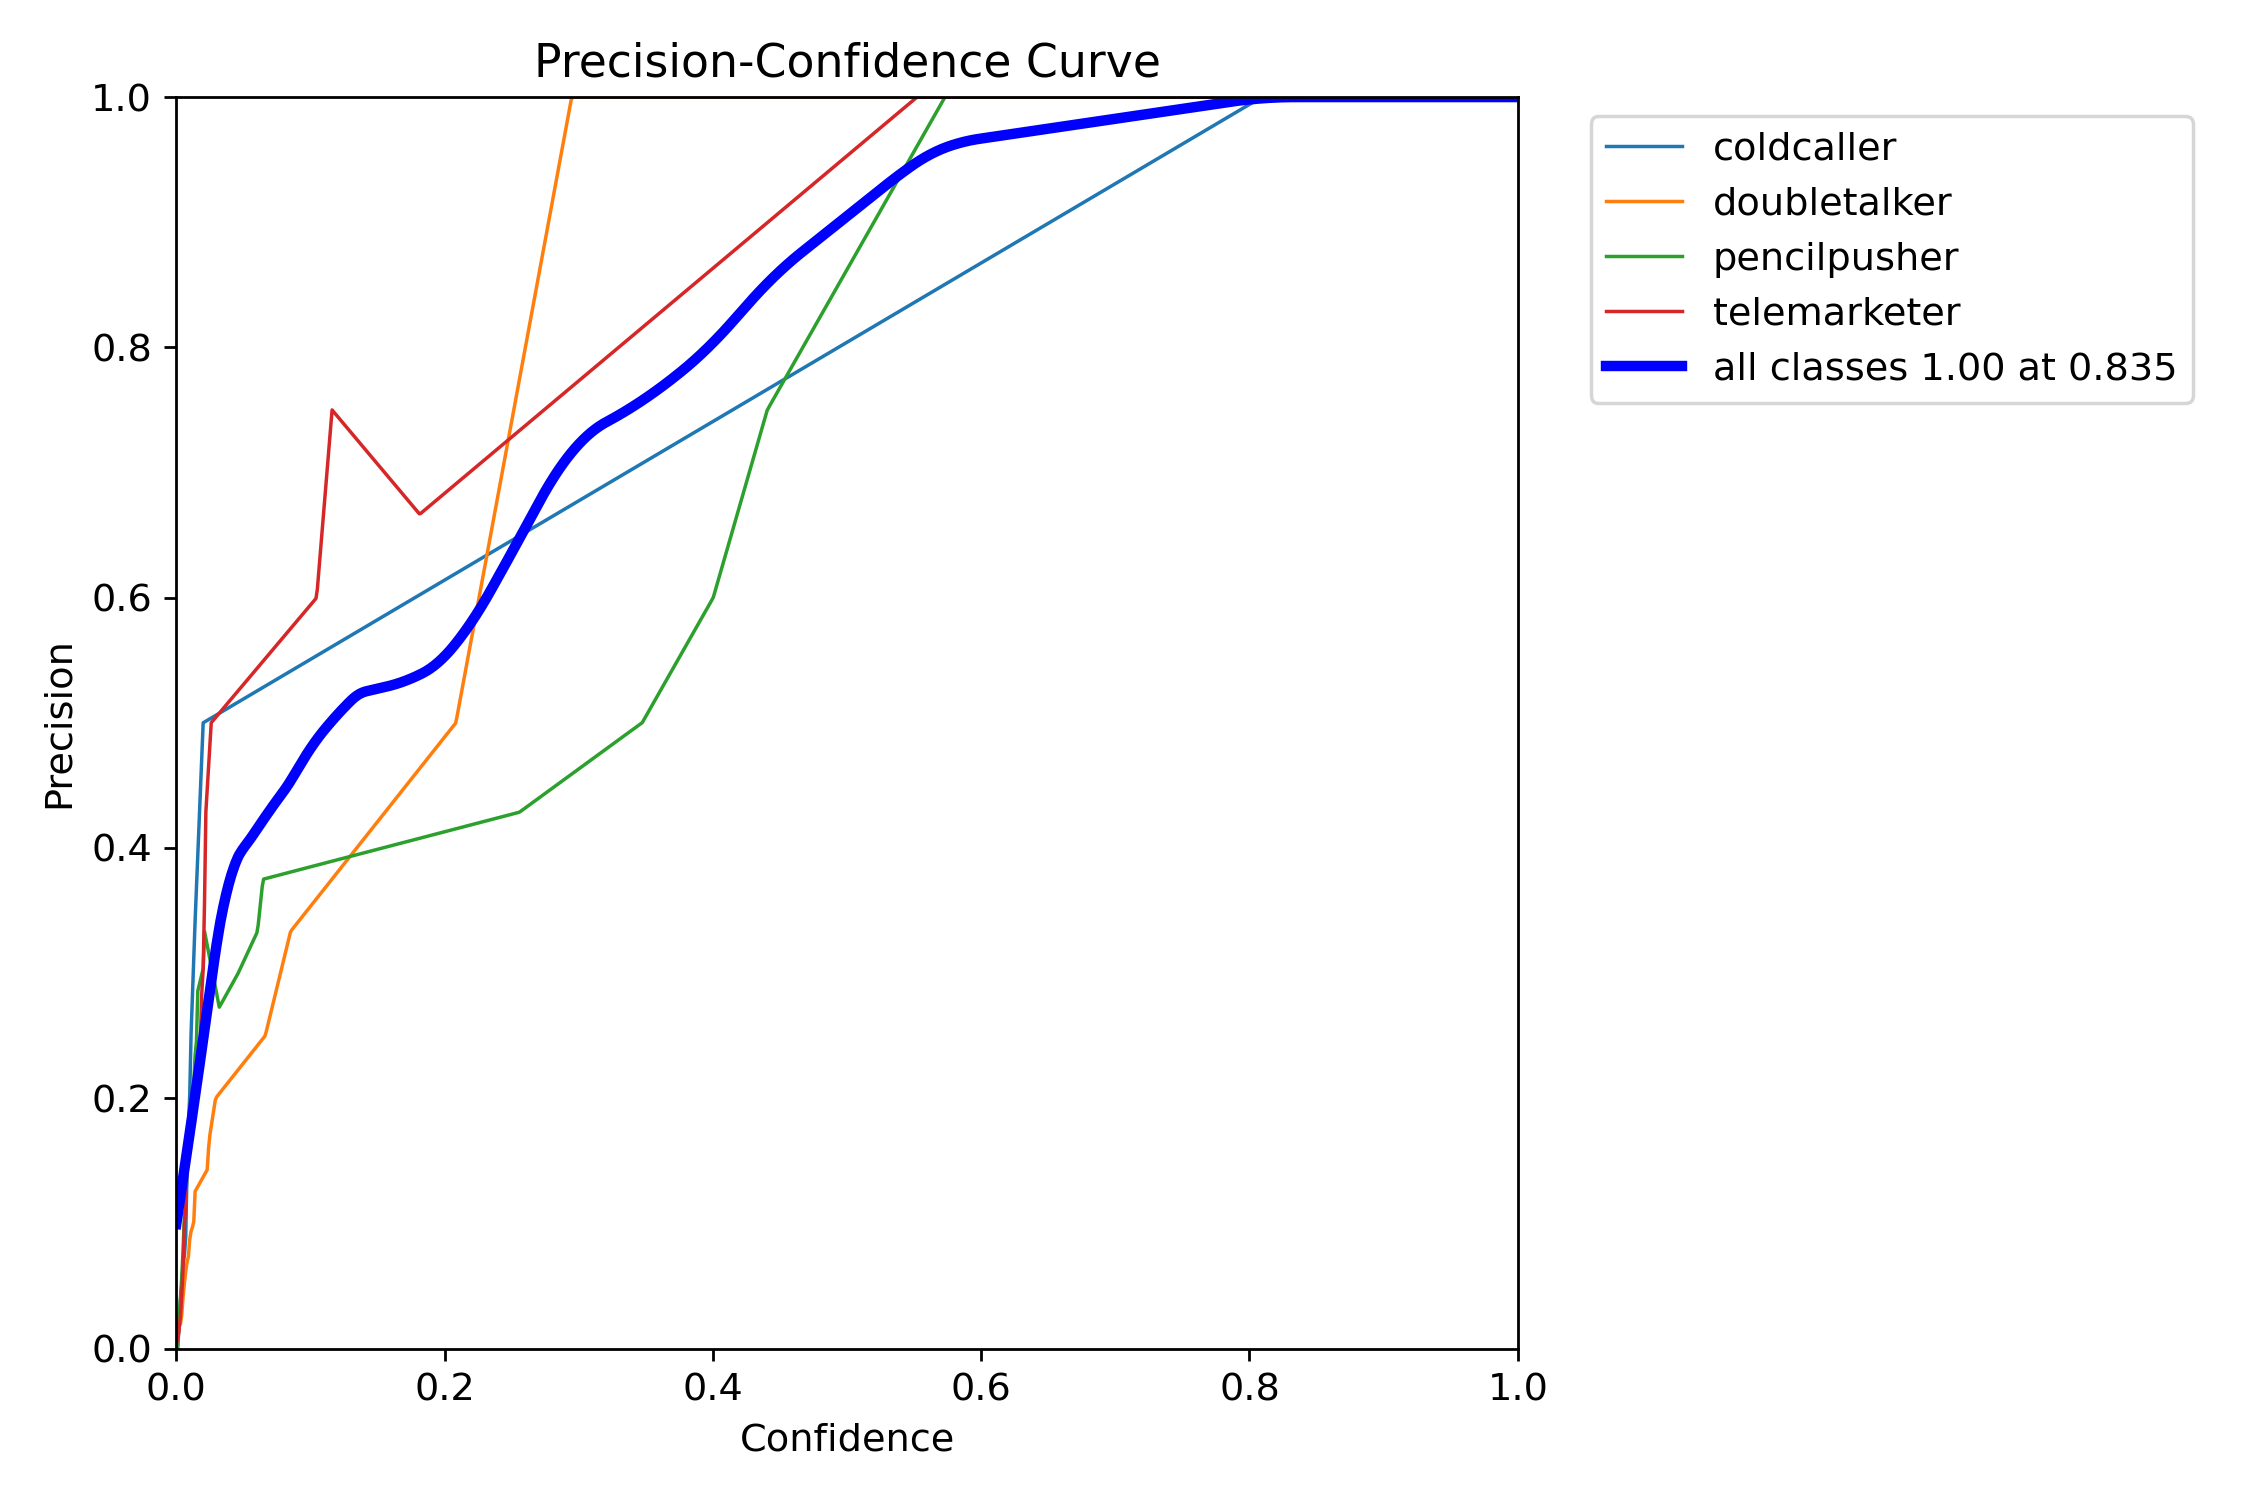 Precision-Confidence Curve
1.0
0.8
0.6
0.4
0.2
0.0
Precision
0.0 0.2 0.4 0.6 0.8 1.0
Confidence
coldcaller
doubletalker
pencilpusher
telemarketer
all classes 1.00 at 0.835